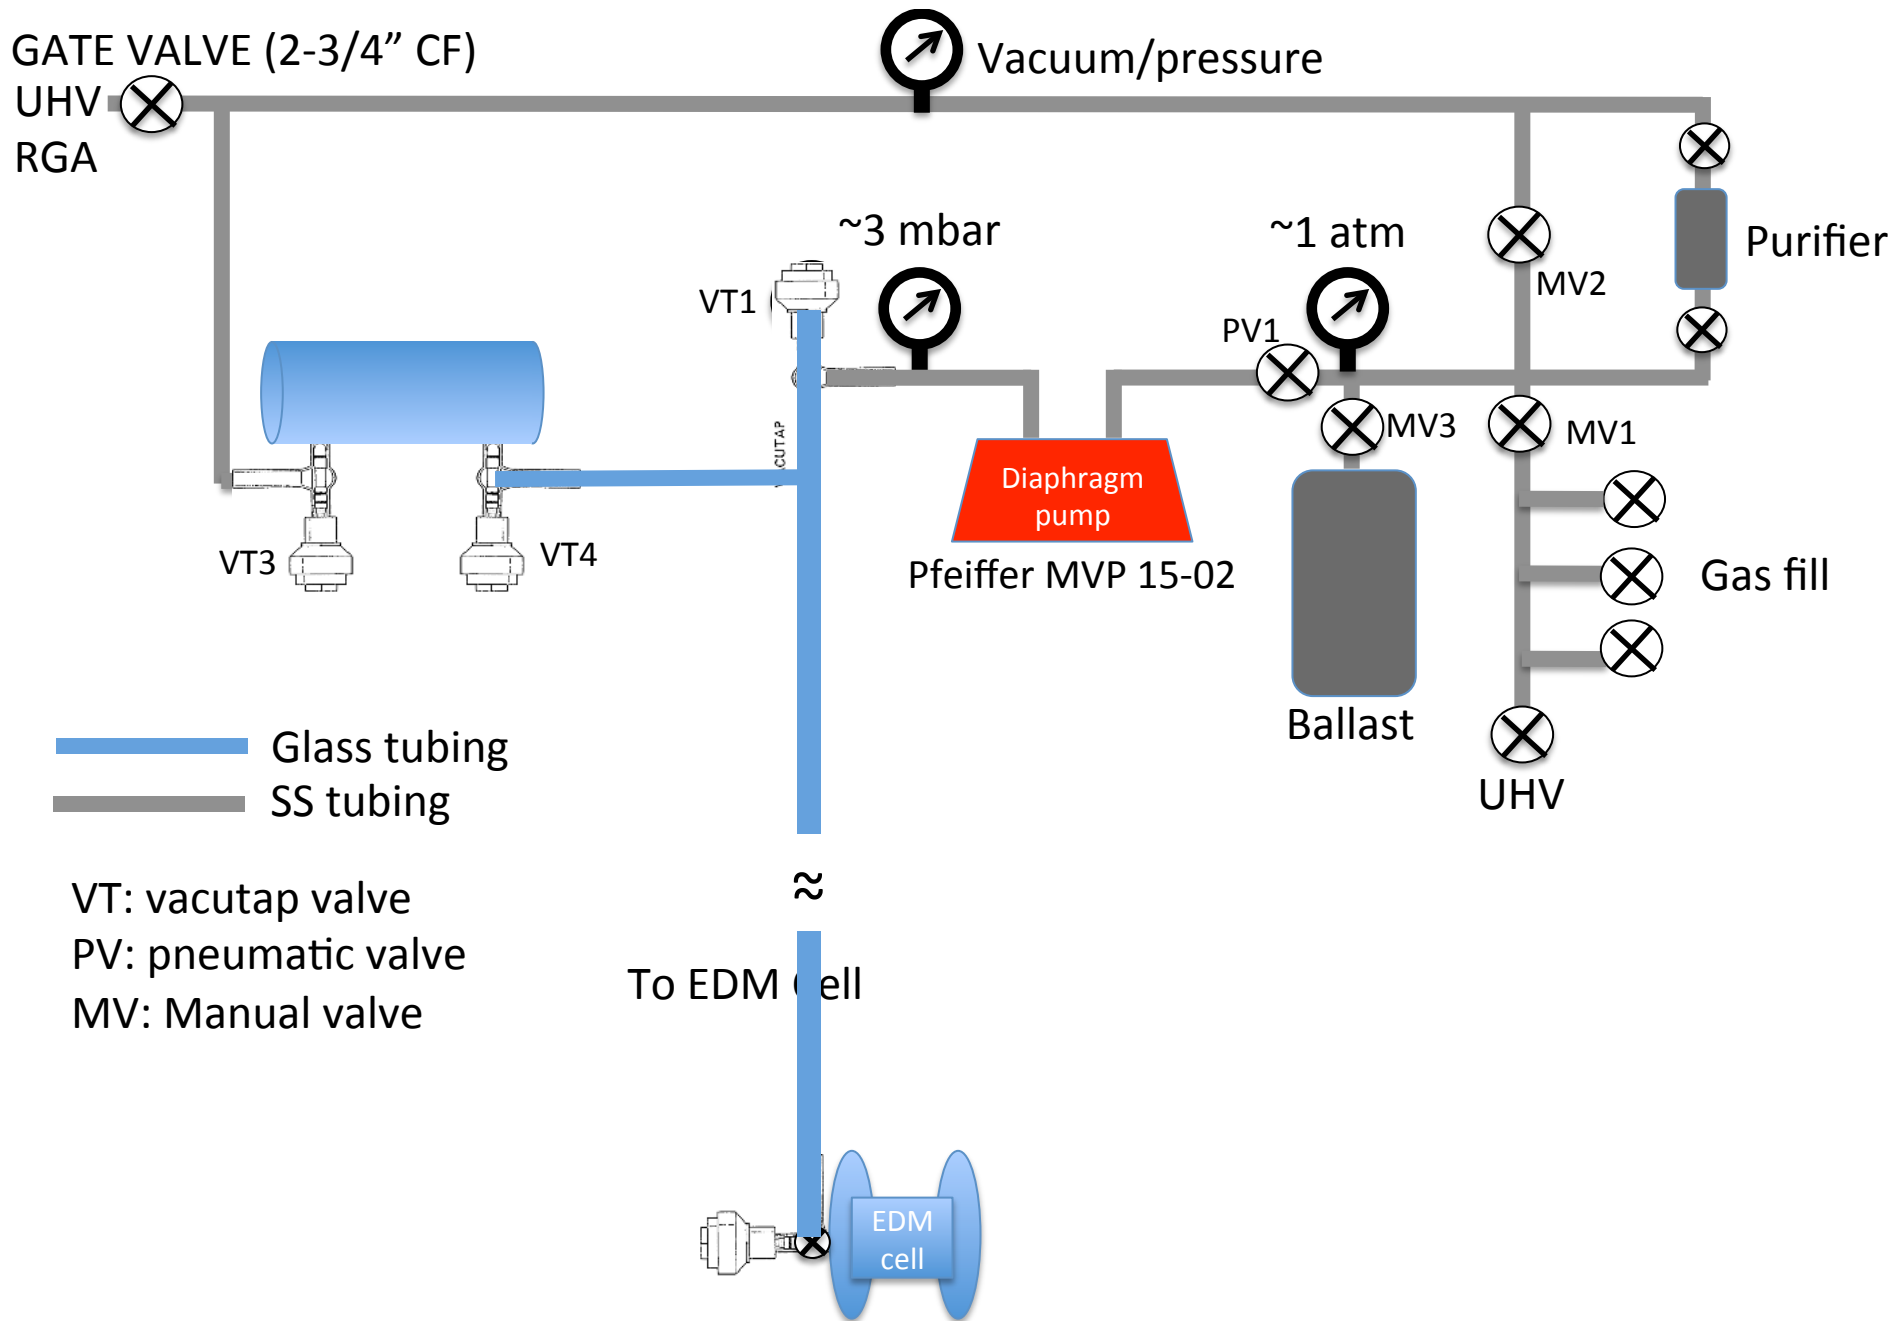 GATE VALVE (2-3/4” CF)
UHV
RGA
Vacuum/pressure
~3 mbar
~1 atm
Purifier
MV2
VT1
PV1
MV3
MV1
VT3
VT4
Diaphragm
pump
Pfeiffer MVP 15-02
Gas fill
Ballast
UHV
Glass tubing
SS tubing
≈
VT: vacutap valve
PV: pneumatic valve
MV: Manual valve
To EDM Cell
EDM
cell